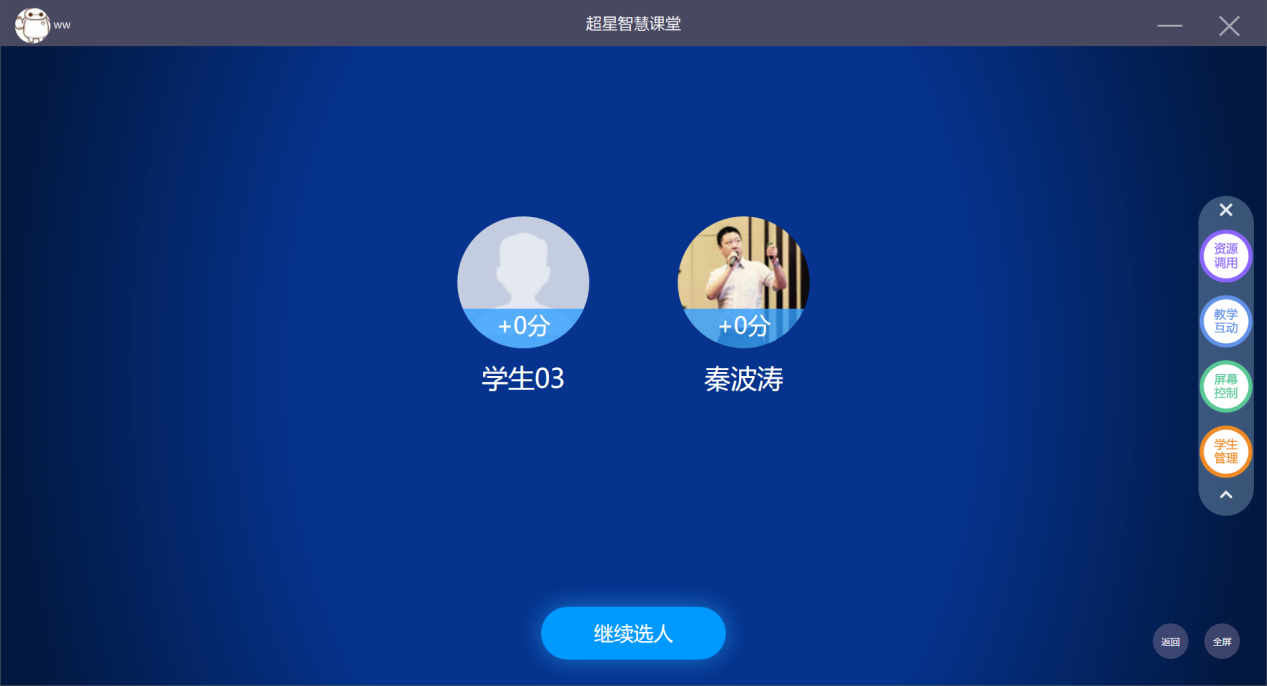 ww
超星智慧课堂
+0分
+0分
学生03
秦波涛
资源
调用
教学
互动
屏幕
控制
学生
管理
继续选人
返回
全屏